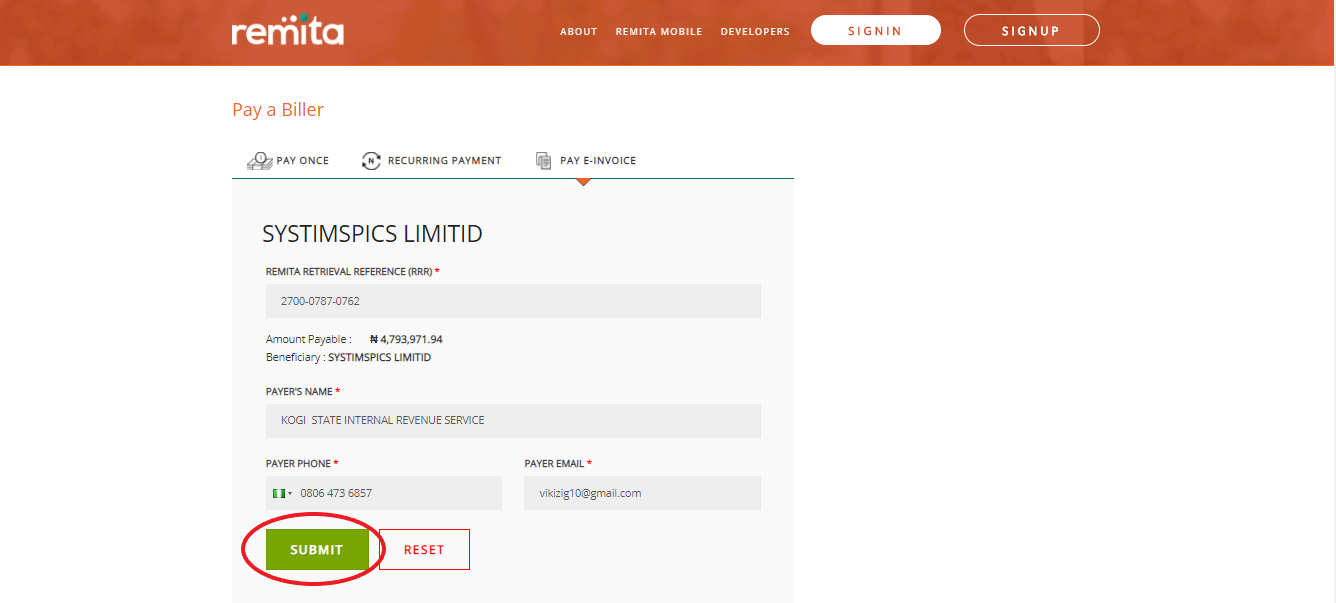 remita
ABOUT REMITA MOBILE DEVELOPERS SIGNIN SIGNUP
Pay a Biller
PAY ONCE N RECURRING PAYMENT PAY E-INVOICE
SYSTIMSPICS LIMITID
REMITA RETRIEVAL REFERENCE (RRR) *
2700-0787-0762
Amount Payable : ₦ 4,793,971.94
Beneficiary : SYSTIMSPICS LIMITID
PAYER'S NAME *
KOGI STATE INTERNAL REVENUE SERVICE
PAYER PHONE * PAYER EMAIL *
0806 473 6857 vikizig10@gmail.com
SUBMIT RESET